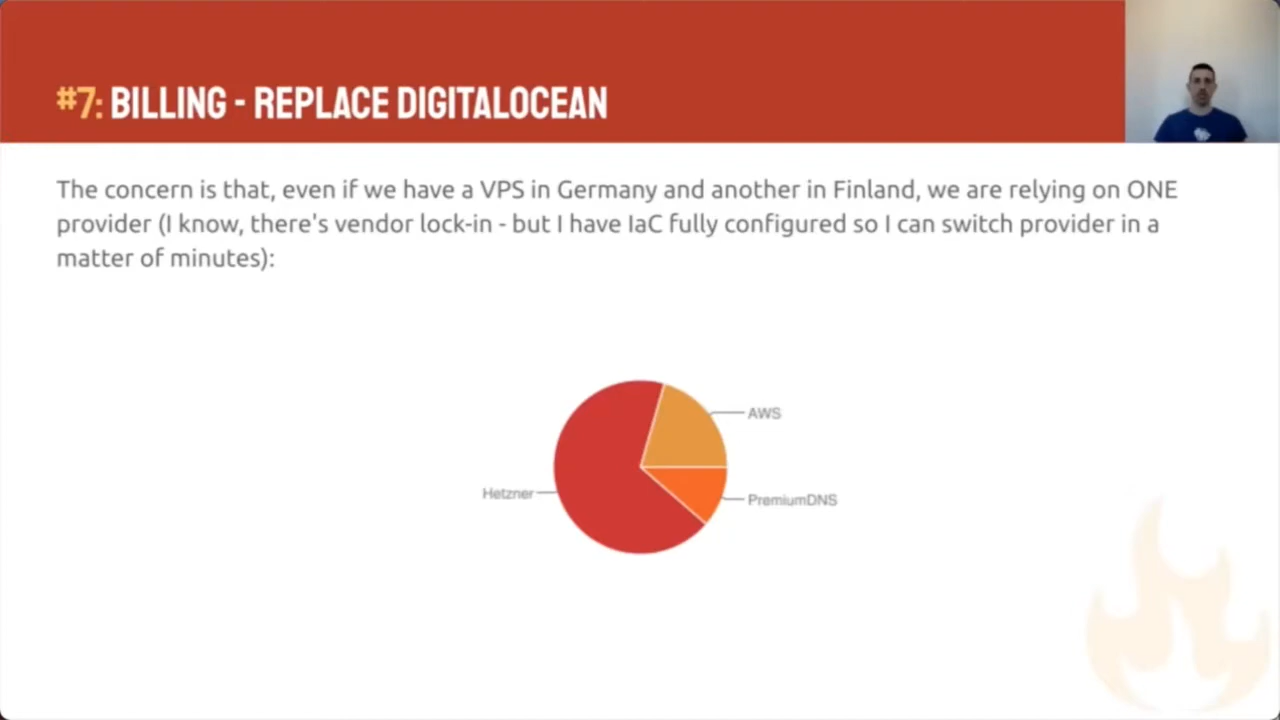 #7: BILLING - REPLACE DIGITALOCEAN
The concern is that, even if we have a VPS in Germany and another in Finland, we are relying on ONE
provider (I know, there's vendor lock-in - but I have IaC fully configured so I can switch provider in a
matter of minutes):
AWS
Hetzner
PremiumDNS